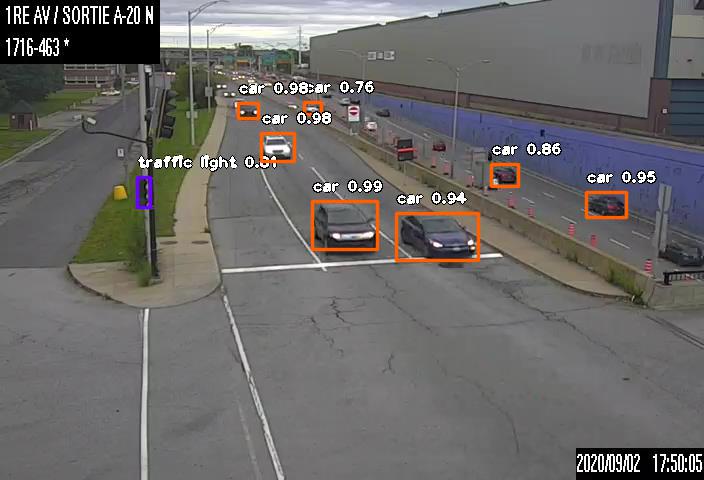 1RE AV / SORTIE A-20 N
1716-463 *
car 0.98
car 0.76
car 0.98
car 0.86
traffic light 0.81
car 0.95
car 0.99
car 0.94
2020/09/02 17:50:05